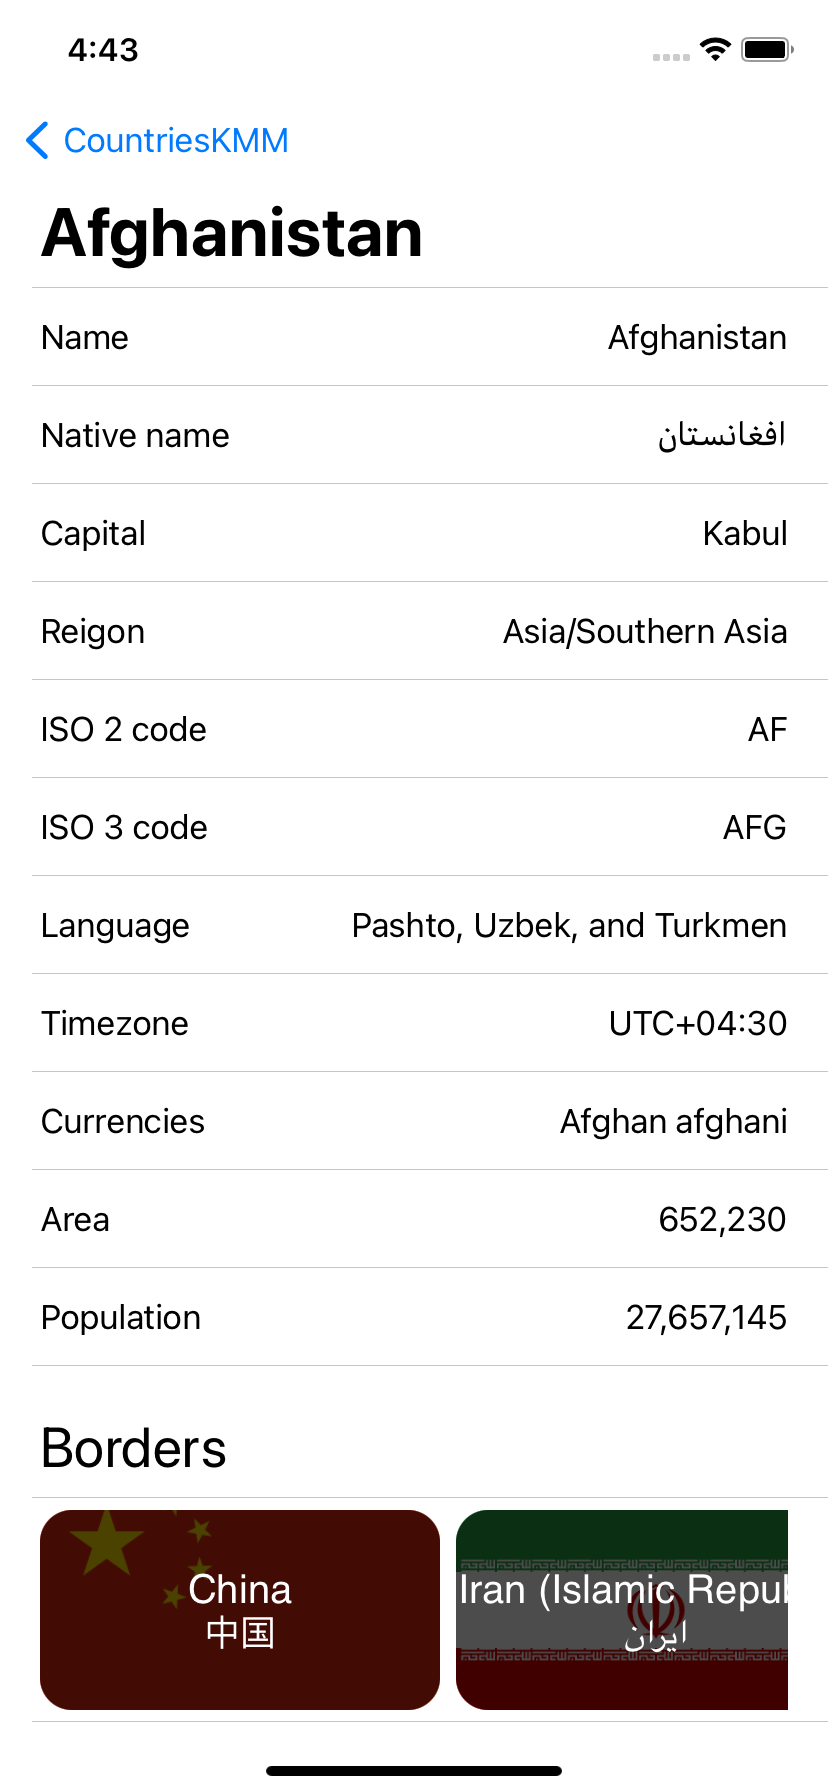 4:43
CountriesKMM
Afghanistan
Name Afghanistan
Native name افغانستان
Capital Kabul
Reigon Asia/Southern Asia
ISO 2 code AF
ISO 3 code AFG
Language Pashto, Uzbek, and Turkmen
Timezone UTC+04:30
Currencies Afghan afghani
Area 652,230
Population 27,657,145
Borders
China
中国
Iran (Islamic Repub
ایران